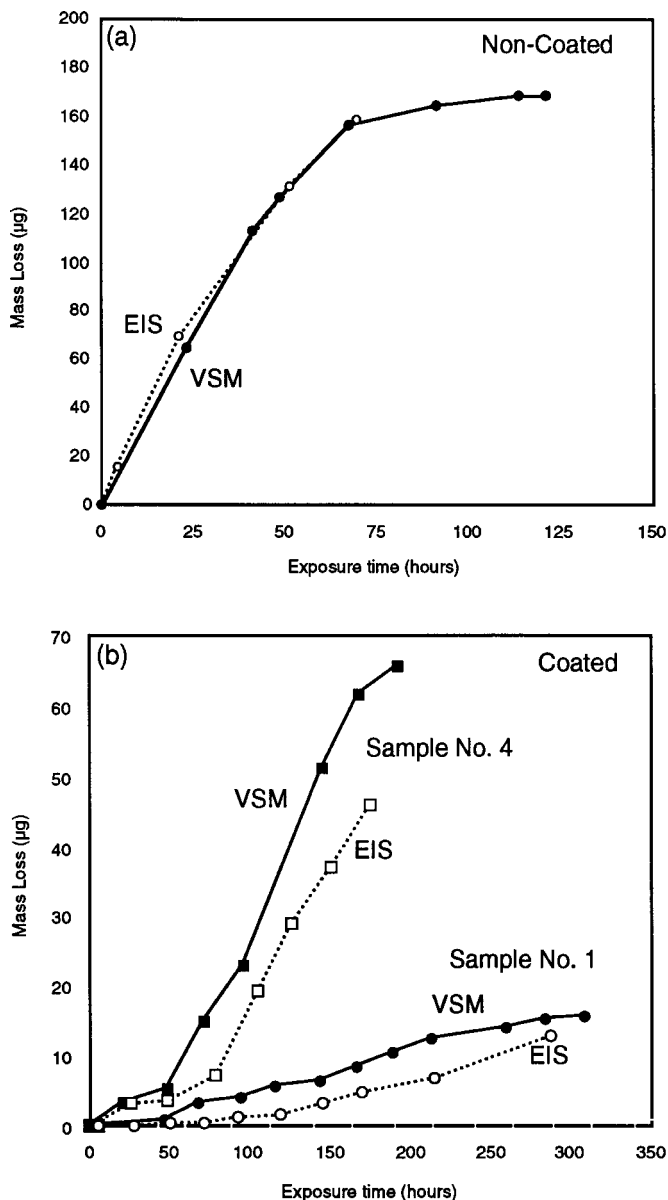 (a)
Non-Coated
200
180
160
140
120
100
80
60
40
20
0
Mass Loss (µg)
EIS
VSM
0 25 50 75 100 125 150
Exposure time (hours)
(b)
Coated
70
60
50
40
30
20
10
0
Mass Loss (µg)
Sample No. 4
VSM
EIS
Sample No. 1
VSM
EIS
0 50 100 150 200 250 300 350
Exposure time (hours)